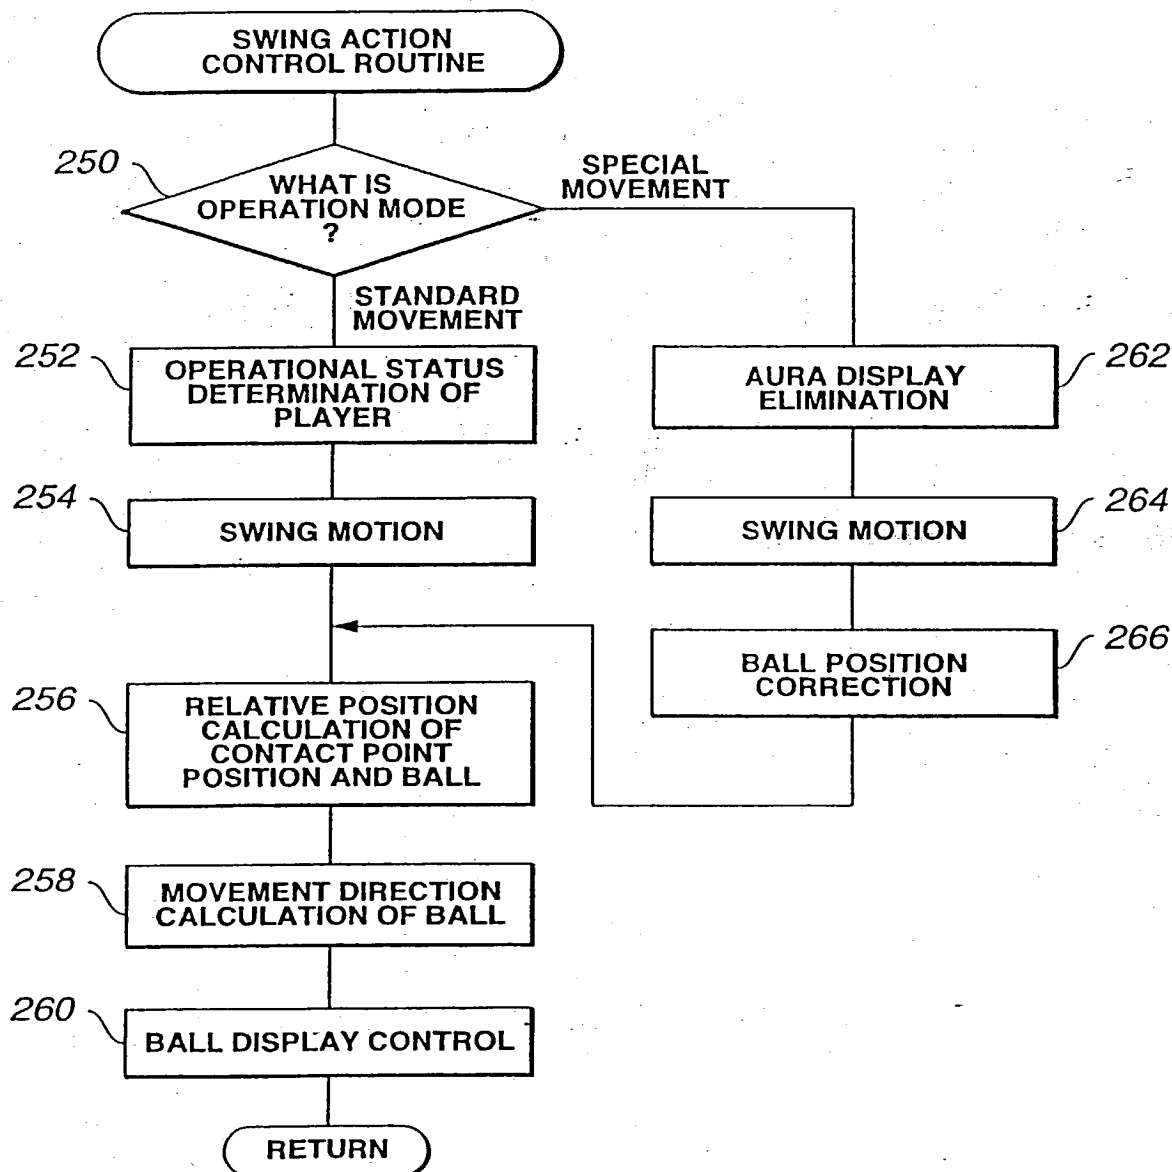 SWING ACTION
CONTROL ROUTINE
250
WHAT IS
OPERATION MODE
?
SPECIAL
MOVEMENT
STANDARD
MOVEMENT
252
OPERATIONAL STATUS
DETERMINATION OF
PLAYER
262
AURA DISPLAY
ELIMINATION
254
SWING MOTION
264
SWING MOTION
266
BALL POSITION
CORRECTION
256
RELATIVE POSITION
CALCULATION OF
CONTACT POINT
POSITION AND BALL
258
MOVEMENT DIRECTION
CALCULATION OF BALL
260
BALL DISPLAY CONTROL
RETURN